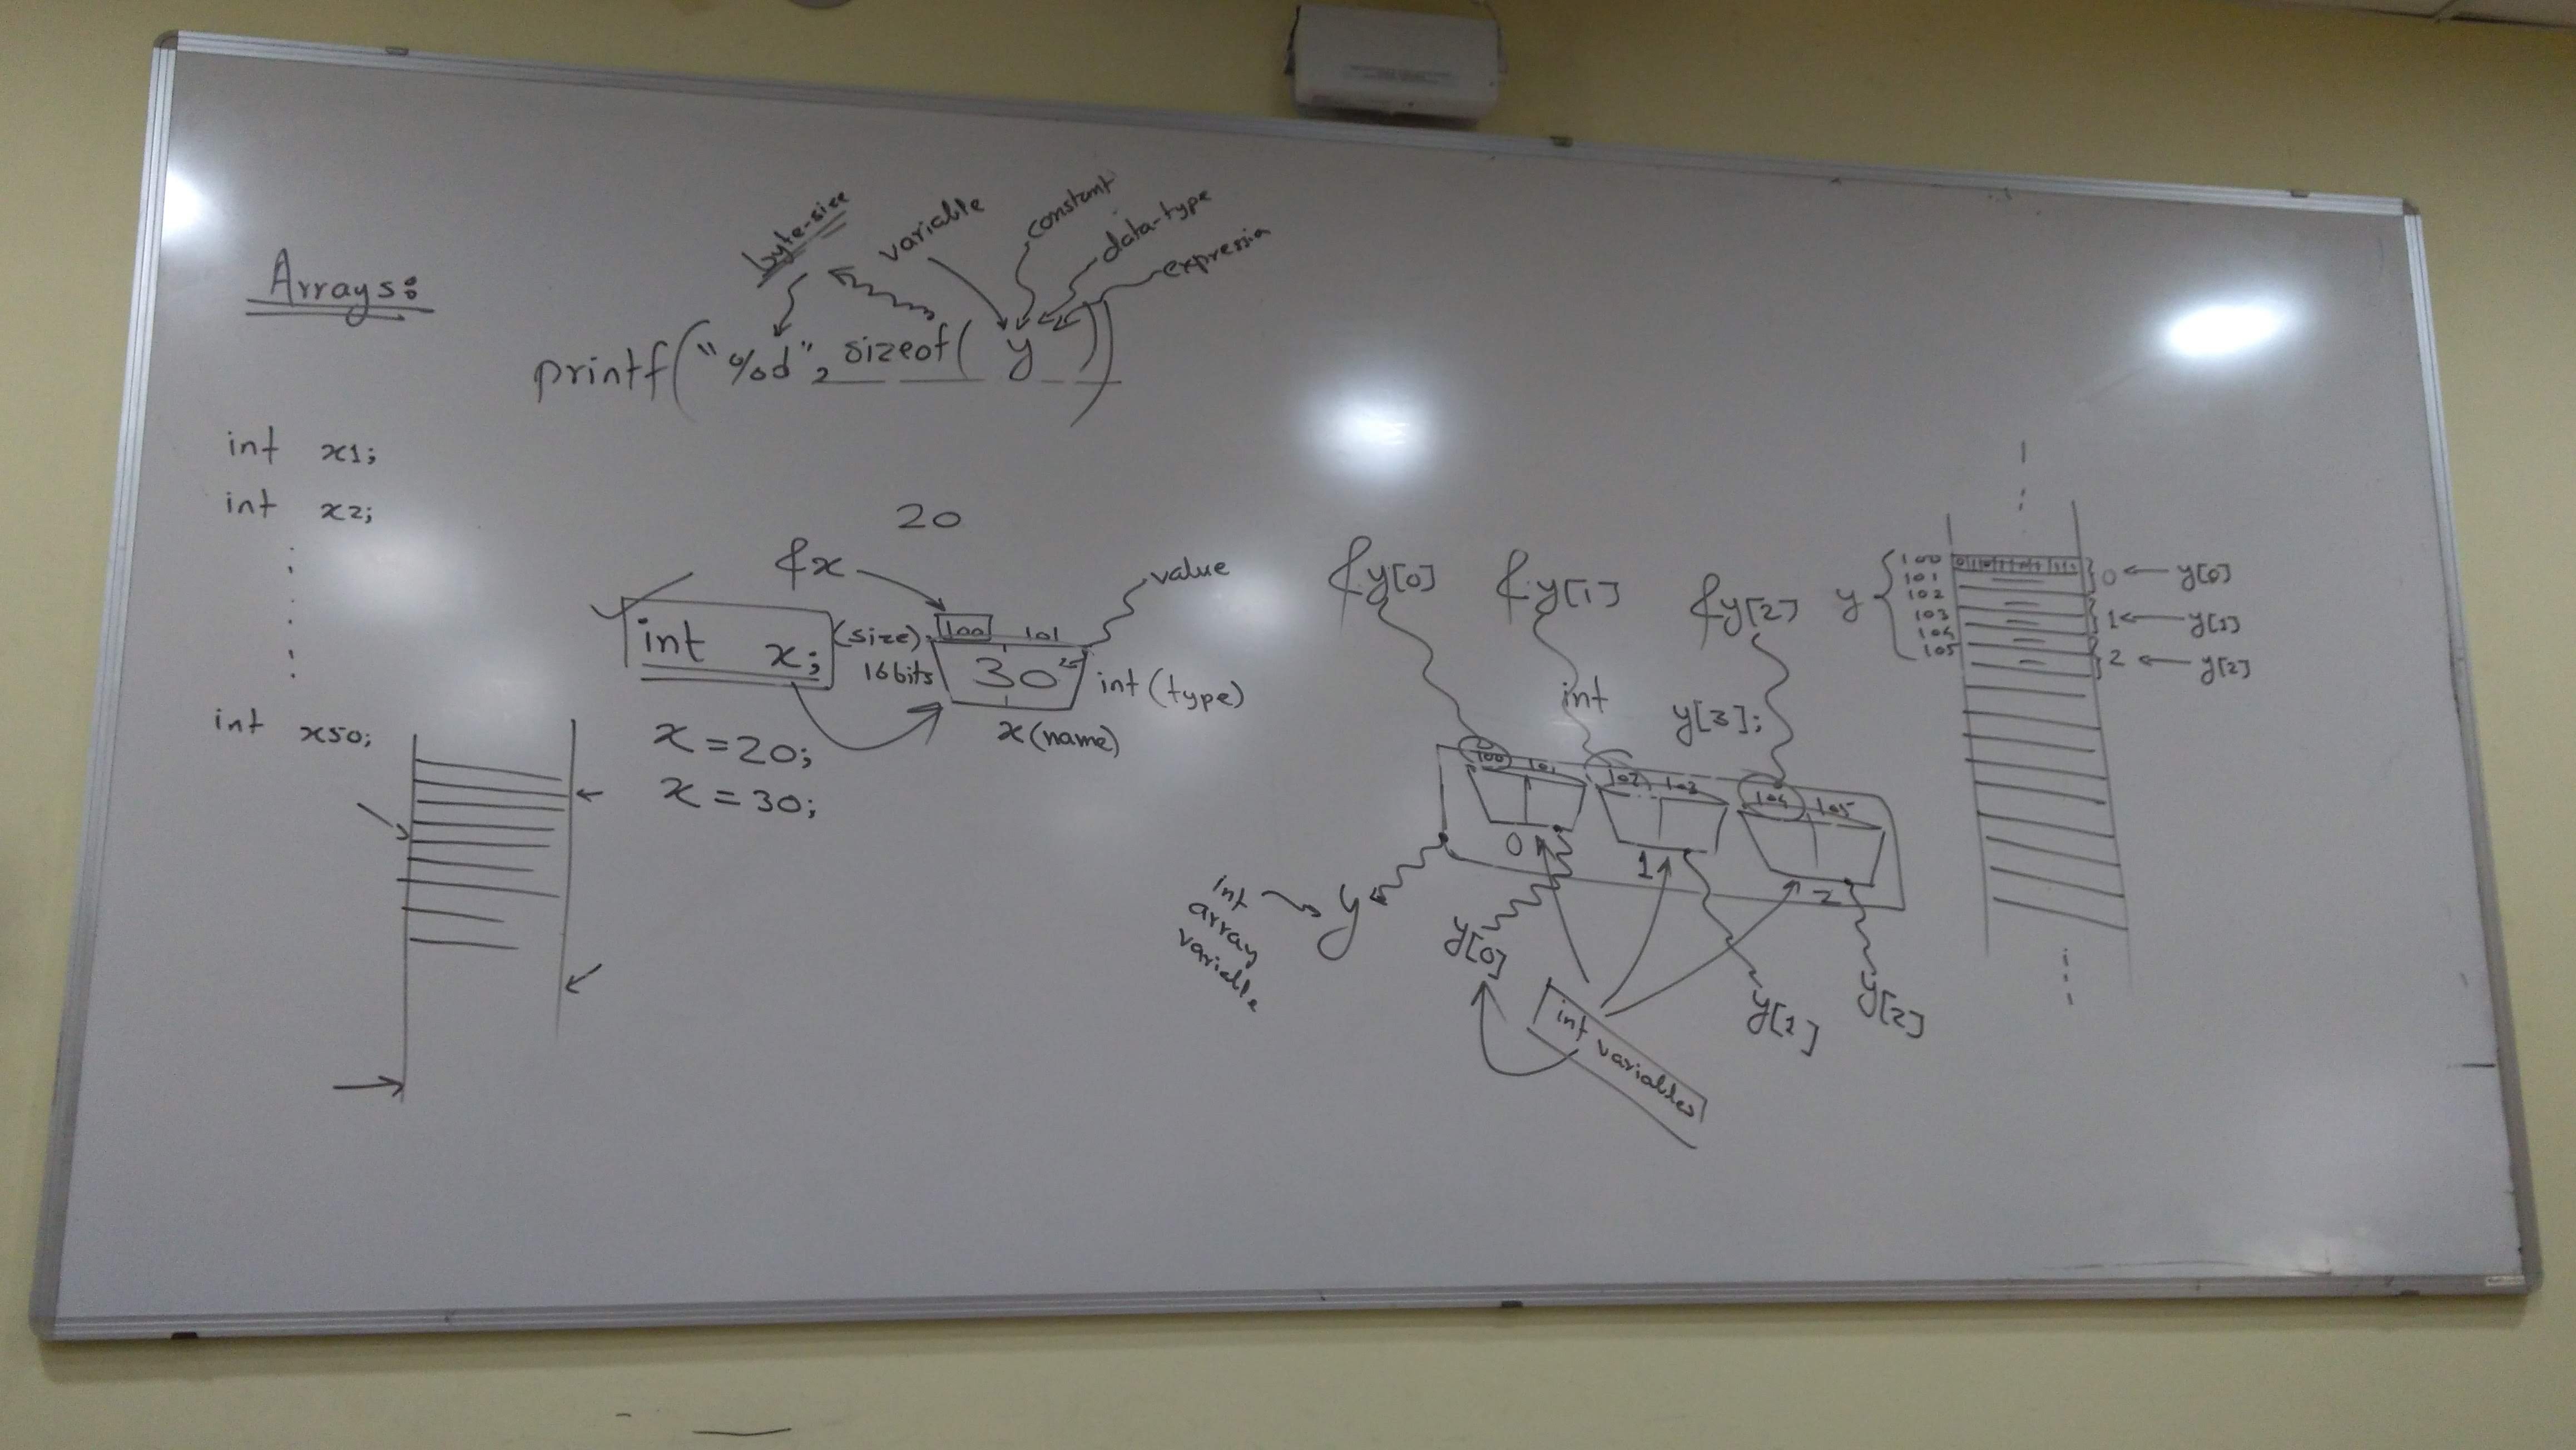 Arrays:
byte-size
variable
constant
data-type
printf("%d", sizeof( y ))
int x1;
int x2;
int x50;
20
&x
value
int x;
(size)
16 bits
100 101
30
int (type)
x (name)
x = 20;
x = 30;
&y[0] &y[1] &y[2]
int y[3];
100 101 102 103 104 105
0 1 2
int
array
variable
y
y[0]
y[2]
int variables
y
100
101
102
103
104
105
0 y[0]
1 y[1]
2 y[2]